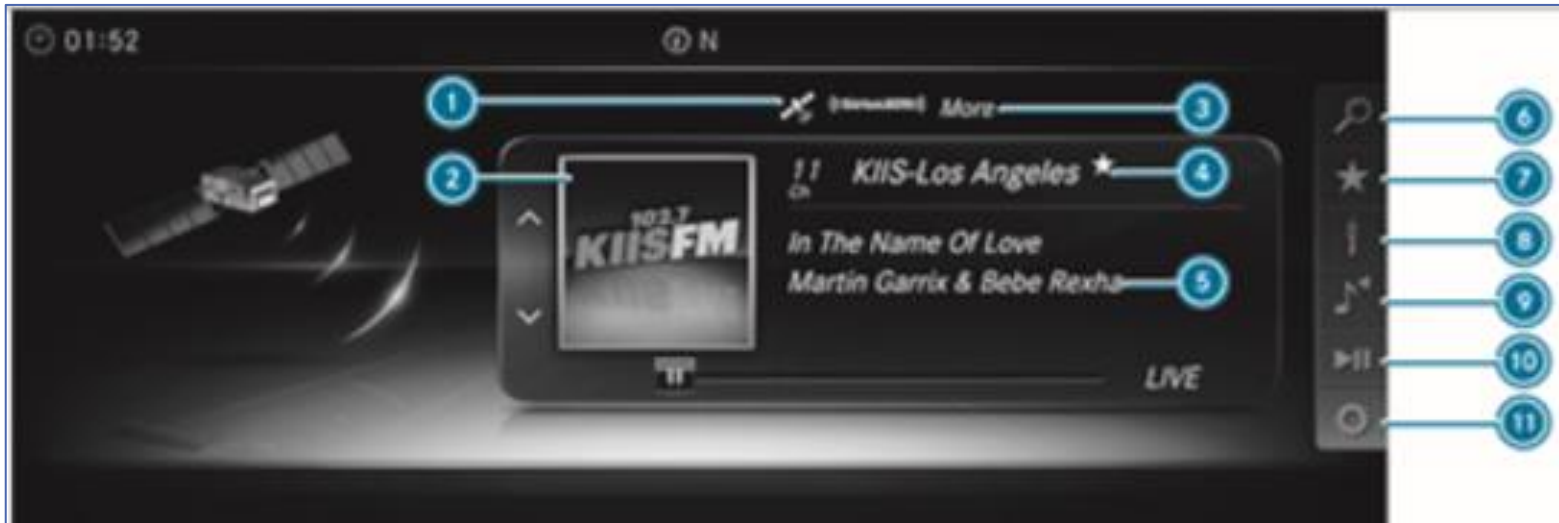 01:52
N
1
((SiriusXM)) More
3
2
11
Ch
KIIS-Los Angeles
4
102.7
KIISFM
In The Name Of Love
Martin Garrix & Bebe Rexha
5
LIVE
6
7
8
9
10
11